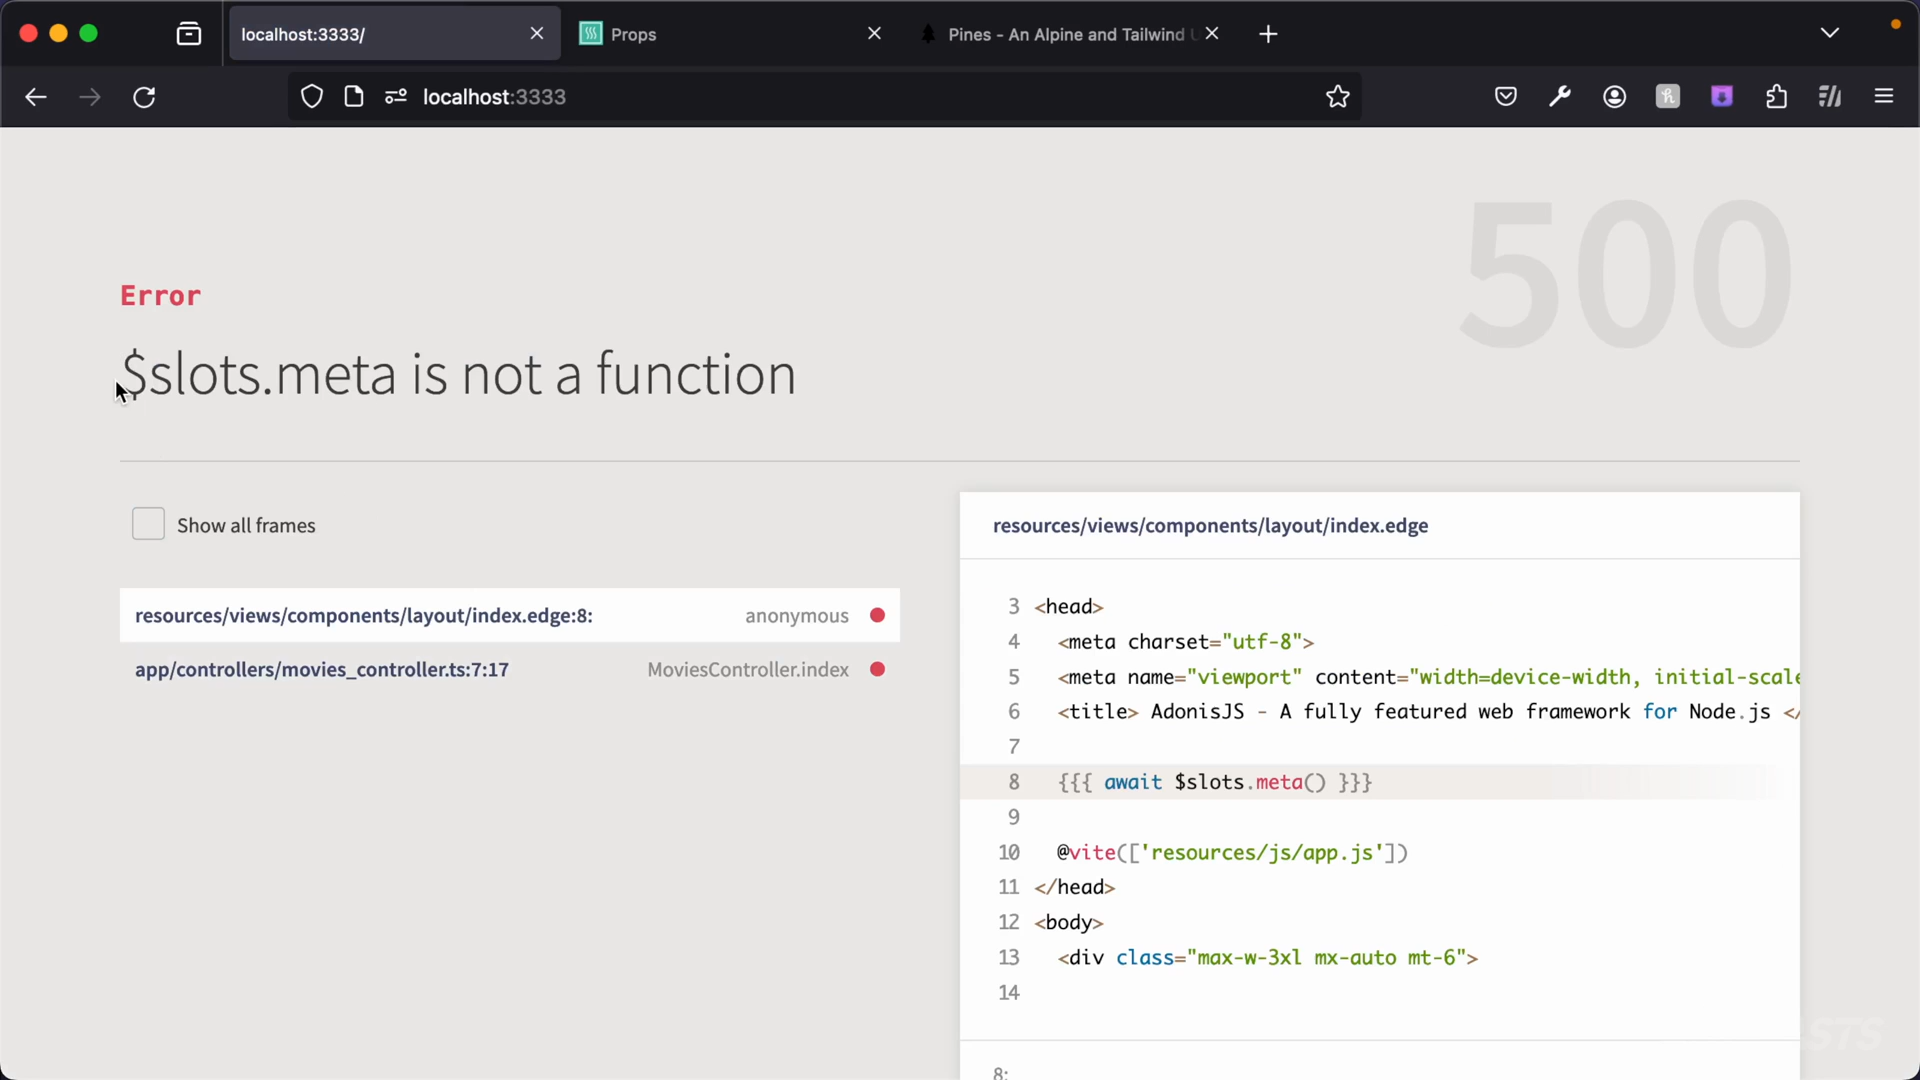 localhost:3333/
Props
Pines - An Alpine and Tailwind U
localhost:3333
500
Error
$slots.meta is not a function
Show all frames
resources/views/components/layout/index.edge:8: anonymous
app/controllers/movies_controller.ts:7:17 MoviesController.index
resources/views/components/layout/index.edge
3 <head>
4 <meta charset="utf-8">
5 <meta name="viewport" content="width=device-width, initial-scale
6 <title> AdonisJS - A fully featured web framework for Node.js </
7
8 {{{ await $slots.meta() }}}
9
10 @vite(['resources/js/app.js'])
11 </head>
12 <body>
13 <div class="max-w-3xl mx-auto mt-6">
14
8:
STS